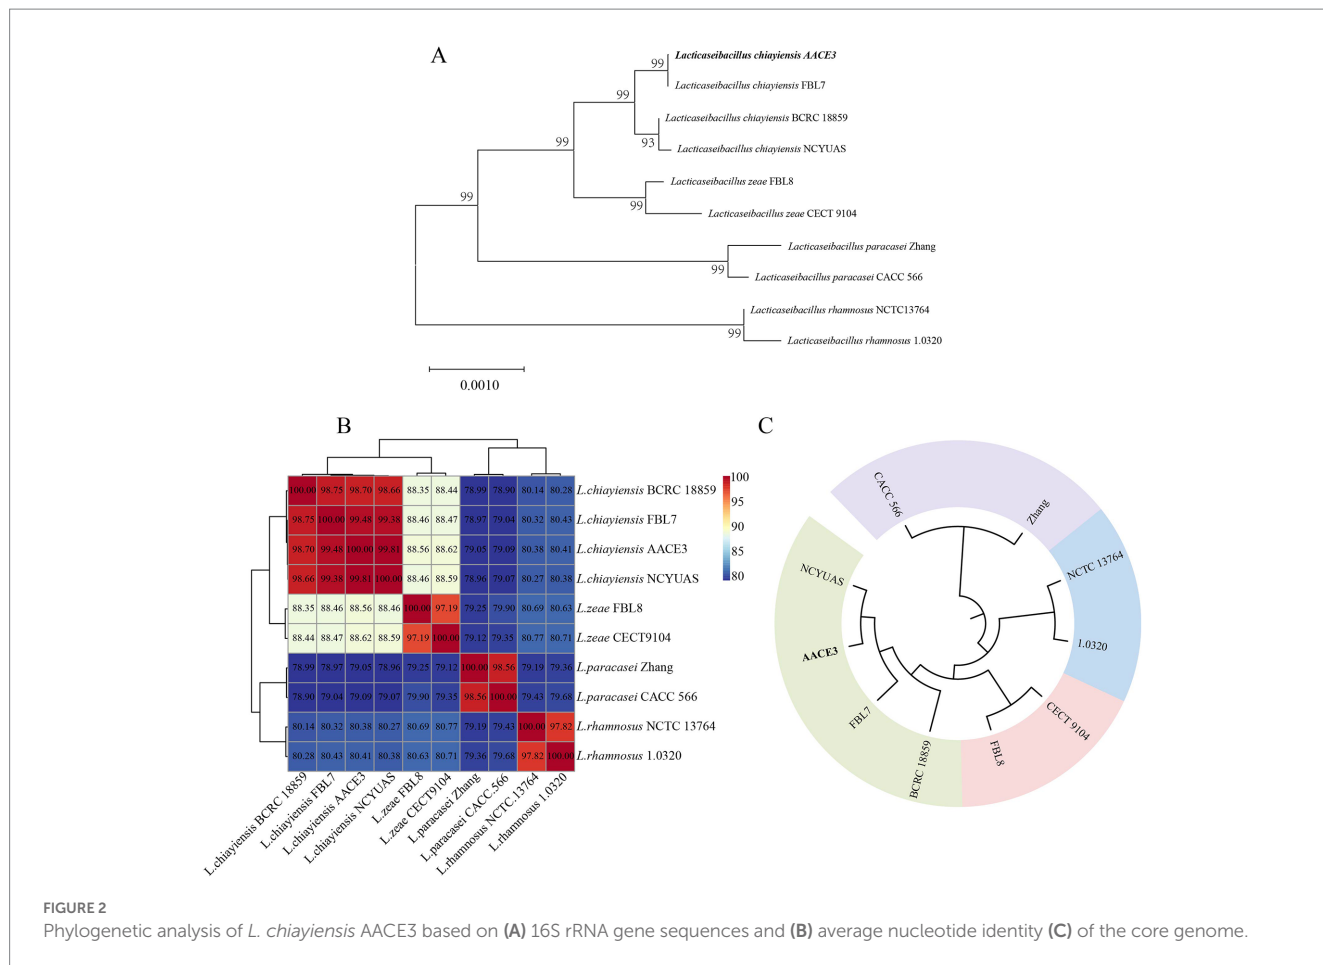 A
Lacticaseibacillus chiayiensis AACE3
99
Lacticaseibacillus chiayiensis FBL7
99
Lacticaseibacillus chiayiensis BCRC 18859
99
93
Lacticaseibacillus chiayiensis NCYUAS
Lacticaseibacillus zeae FBL8
99
99
Lacticaseibacillus zeae CECT 9104
Lacticaseibacillus paracasei Zhang
99
Lacticaseibacillus paracasei CACC 566
Lacticaseibacillus rhamnosus NCTC13764
99
Lacticaseibacillus rhamnosus 1.0320
0.0010
B
100.00 98.75 98.70 98.66 88.35 88.44 78.99 78.90 80.14 80.28 L.chiayiensis BCRC 18859
98.75 100.00 99.48 99.38 88.46 88.47 78.97 79.04 80.32 80.43 L.chiayiensis FBL7
98.70 99.48 100.00 99.81 88.56 88.62 79.05 79.09 80.38 80.41 L.chiayiensis AACE3
98.66 99.38 99.81 100.00 88.46 88.59 78.96 79.07 80.27 80.38 L.chiayiensis NCYUAS
88.35 88.46 88.56 88.46 100.00 97.19 79.25 79.90 80.69 80.63 L.zeae FBL8
88.44 88.47 88.62 88.59 97.19 100.00 79.12 79.35 80.77 80.71 L.zeae CECT9104
78.99 78.97 79.05 78.96 79.25 79.12 100.00 98.56 79.19 79.36 L.paracasei Zhang
78.90 79.04 79.09 79.07 79.90 79.35 98.56 100.00 79.43 79.68 L.paracasei CACC 566
80.14 80.32 80.38 80.27 80.69 80.77 79.19 79.43 100.00 97.82 L.rhamnosus NCTC 13764
80.28 80.43 80.41 80.38 80.63 80.71 79.36 79.68 97.82 100.00 L.rhamnosus 1.0320
L.chiayiensis BCRC 18859
L.chiayiensis FBL7
L.chiayiensis AACE3
L.chiayiensis NCYUAS
L.zeae FBL8
L.zeae CECT9104
L.paracasei Zhang
L.paracasei CACC.566
L.rhamnosus NCTC.13764
L.rhamnosus 1.0320
100
95
90
85
80
C
CACC 566
Zhang
NCTC 13764
1.0320
CECT 9104
FBL8
BCRC 18859
FBL7
AACE3
NCYUAS
FIGURE 2
Phylogenetic analysis of L. chiayiensis AACE3 based on (A) 16S rRNA gene sequences and (B) average nucleotide identity (C) of the core genome.